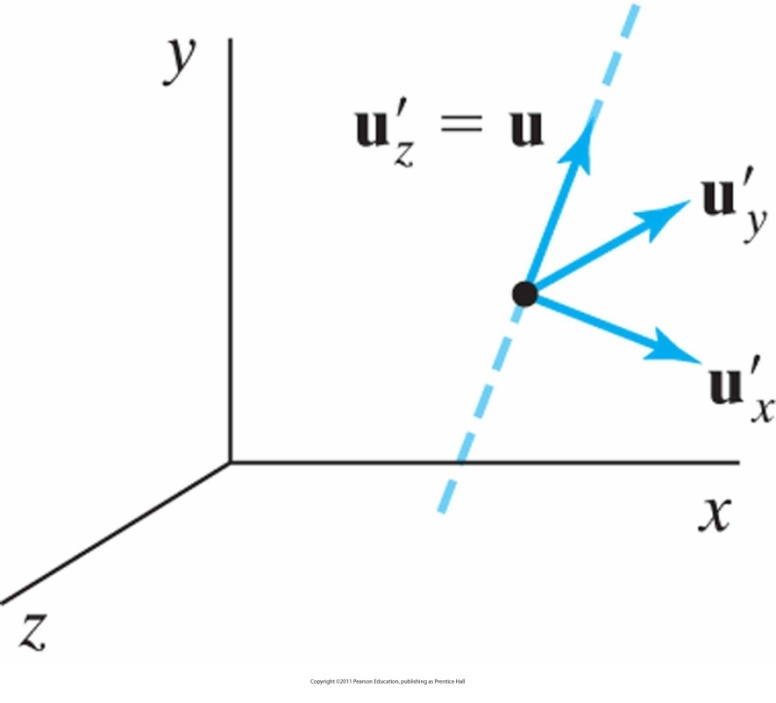 y
u′z = u
u′y
u′x
x
z
Copyright ©2011 Pearson Education, publishing as Prentice Hall